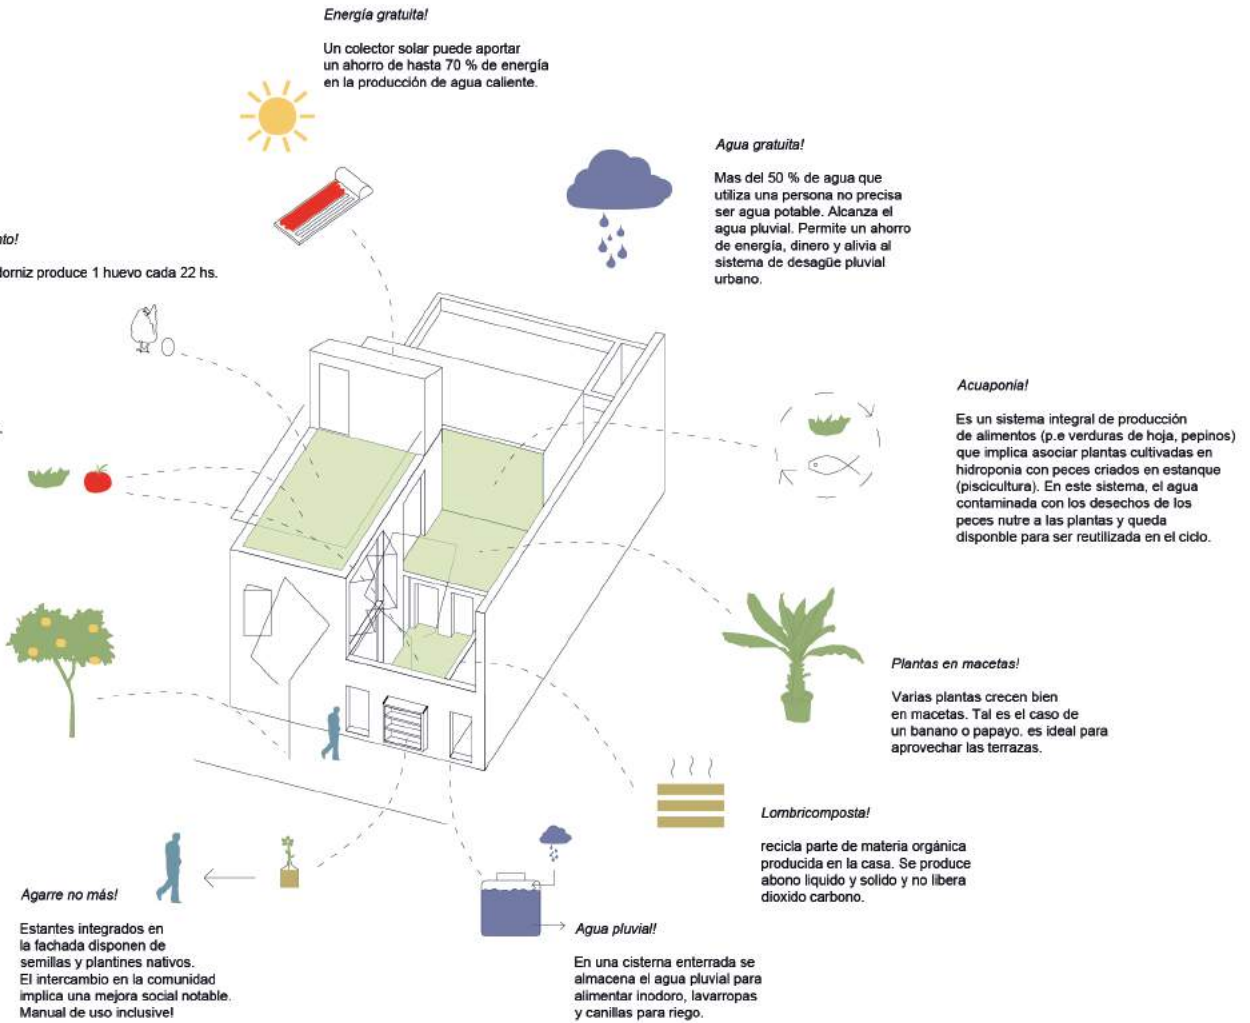 Energía gratuita!
Un colector solar puede aportar
un ahorro de hasta 70 % de energía
en la producción de agua caliente.
Agua gratuita!
Mas del 50 % de agua que
utiliza una persona no precisa
ser agua potable. Alcanza el
agua pluvial. Permite un ahorro
de energía, dinero y alivia al
sistema de desagüe pluvial
urbano.
nto!
dorniz produce 1 huevo cada 22 hs.
Acuaponia!
Es un sistema integral de producción
de alimentos (p.e verduras de hoja, pepinos)
que implica asociar plantas cultivadas en
hidroponia con peces criados en estanque
(piscicultura). En este sistema, el agua
contaminada con los desechos de los
peces nutre a las plantas y queda
disponble para ser reutilizada en el ciclo.
Plantas en macetas!
Varias plantas crecen bien
en macetas. Tal es el caso de
un banano o papayo. es ideal para
aprovechar las terrazas.
Lombricomposta!
recicla parte de materia orgánica
producida en la casa. Se produce
abono liquido y solido y no libera
dioxido carbono.
Agarre no más!
Estantes integrados en
la fachada disponen de
semillas y plantines nativos.
El intercambio en la comunidad
implica una mejora social notable.
Manual de uso inclusive!
Agua pluvial!
En una cisterna enterrada se
almacena el agua pluvial para
alimentar inodoro, lavarropas
y canillas para riego.